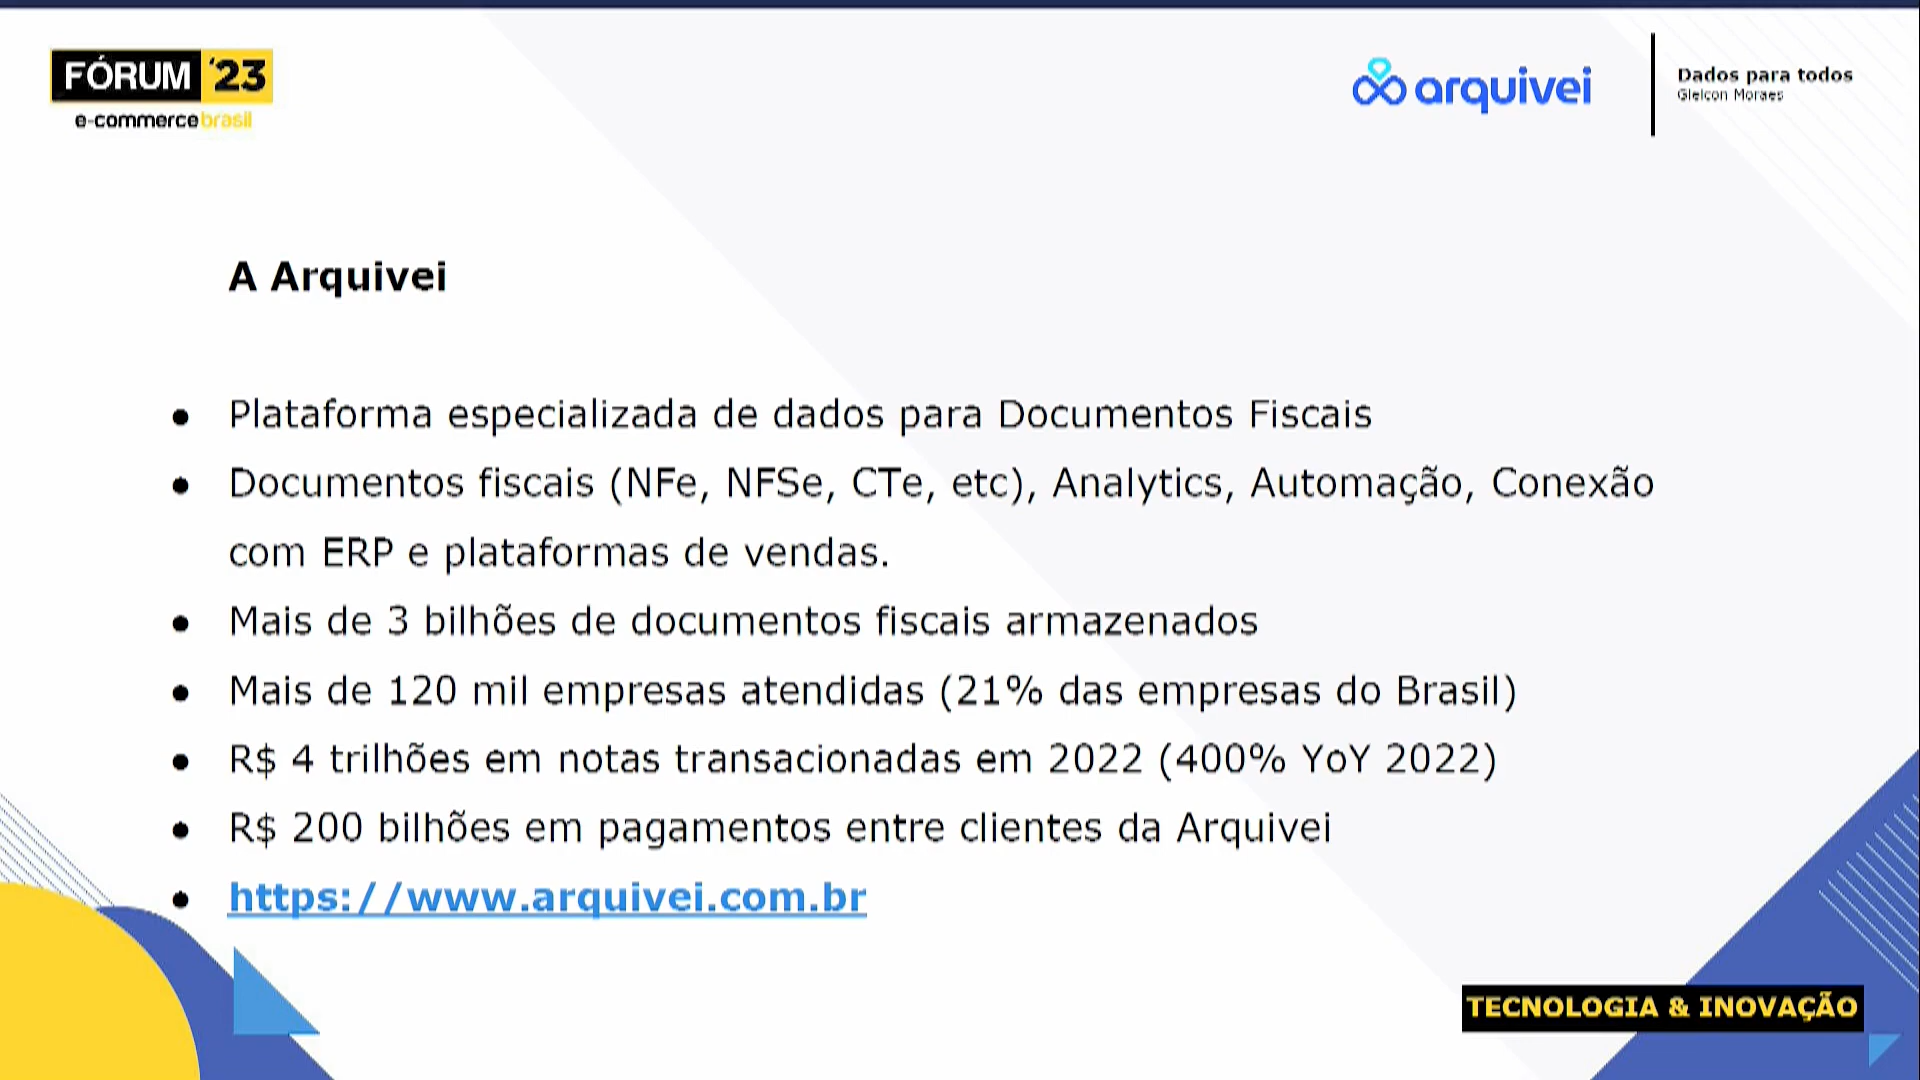 FÓRUM '23
e-commercebrasil
arquivei
Dados para todos
Gleicon Moraes
A Arquivei
● Plataforma especializada de dados para Documentos Fiscais
● Documentos fiscais (NFe, NFSe, CTe, etc), Analytics, Automação, Conexão
com ERP e plataformas de vendas.
● Mais de 3 bilhões de documentos fiscais armazenados
● Mais de 120 mil empresas atendidas (21% das empresas do Brasil)
● R$ 4 trilhões em notas transacionadas em 2022 (400% YoY 2022)
● R$ 200 bilhões em pagamentos entre clientes da Arquivei
● https://www.arquivei.com.br
TECNOLOGIA & INOVAÇÃO